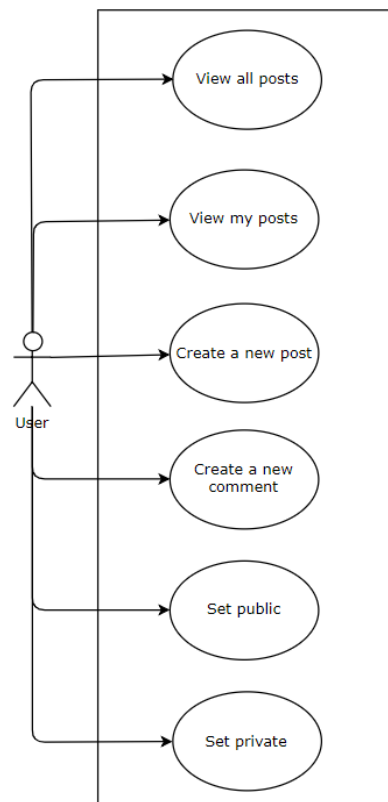 View all posts
View my posts
Create a new post
User
Create a new
comment
Set public
Set private